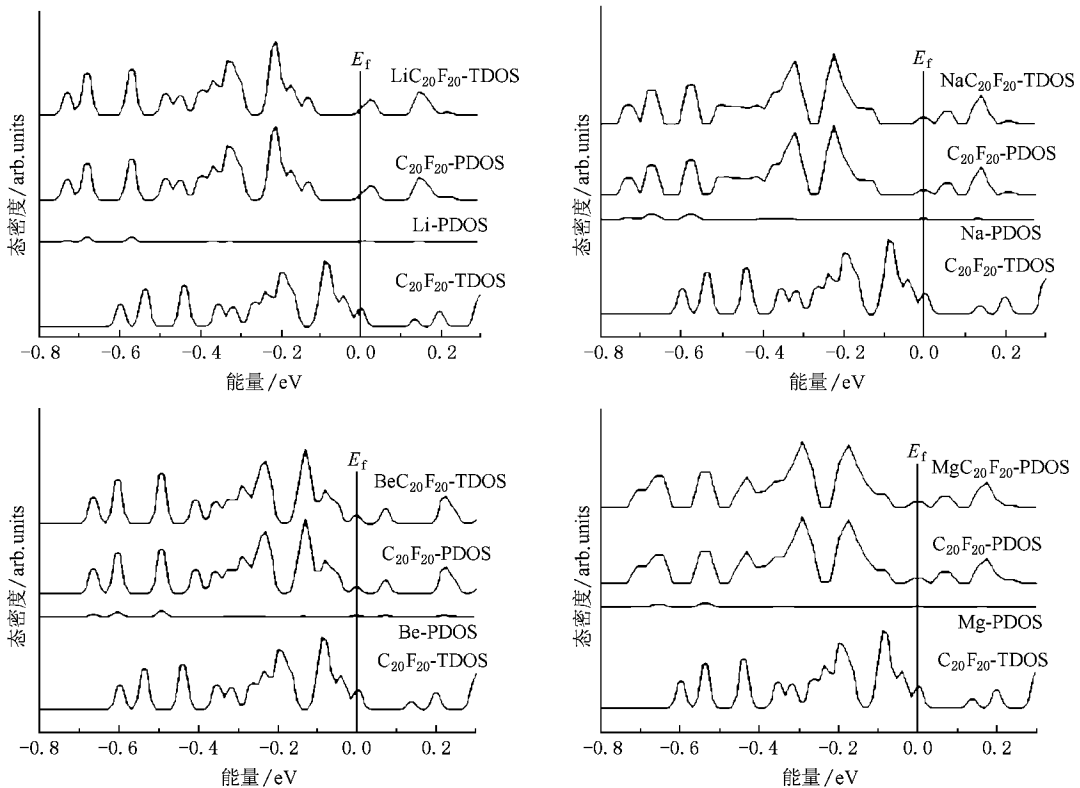 E_f
LiC₂₀F₂₀-TDOS
C₂₀F₂₀-PDOS
Li-PDOS
C₂₀F₂₀-TDOS
态密度/arb.units
-0.8 -0.6 -0.4 -0.2 0.0 0.2
能量/eV
E_f
NaC₂₀F₂₀-TDOS
C₂₀F₂₀-PDOS
Na-PDOS
C₂₀F₂₀-TDOS
态密度/arb.units
-0.8 -0.6 -0.4 -0.2 0.0 0.2
能量/eV
E_f
BeC₂₀F₂₀-TDOS
C₂₀F₂₀-PDOS
Be-PDOS
C₂₀F₂₀-TDOS
态密度/arb.units
-0.8 -0.6 -0.4 -0.2 0.0 0.2
能量/eV
E_f
MgC₂₀F₂₀-PDOS
C₂₀F₂₀-PDOS
Mg-PDOS
C₂₀F₂₀-TDOS
态密度/arb.units
-0.8 -0.6 -0.4 -0.2 0.0 0.2
能量/eV